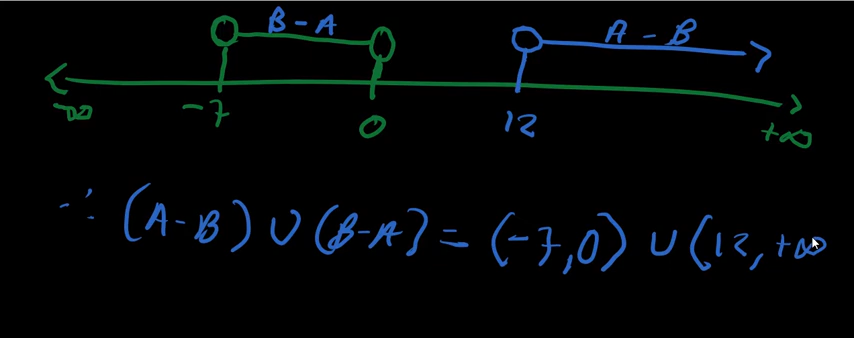 B - A A - B
-∞ -7 0 12 +∞
∴ (A-B) ∪ (B-A) = (-7,0) ∪ (12, +∞